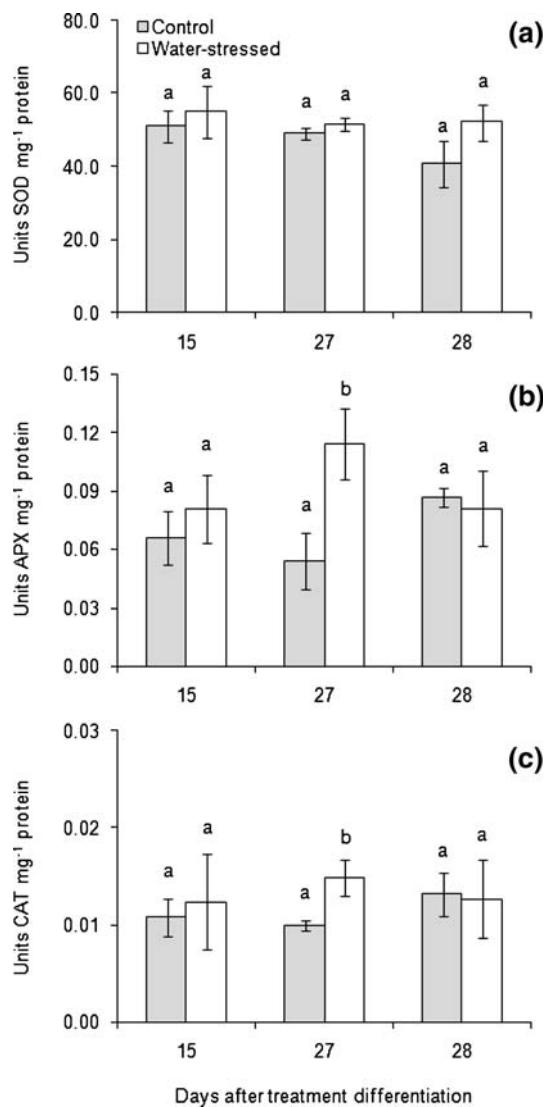 Control
Water-stressed
(a)
Units SOD mg⁻¹ protein
80.0
60.0
40.0
20.0
0.0
a a a a a a
15 27 28
(b)
Units APX mg⁻¹ protein
0.15
0.12
0.09
0.06
0.03
0.00
a a a b a a
15 27 28
(c)
Units CAT mg⁻¹ protein
0.03
0.02
0.01
0.00
a a a b a a
15 27 28
Days after treatment differentiation